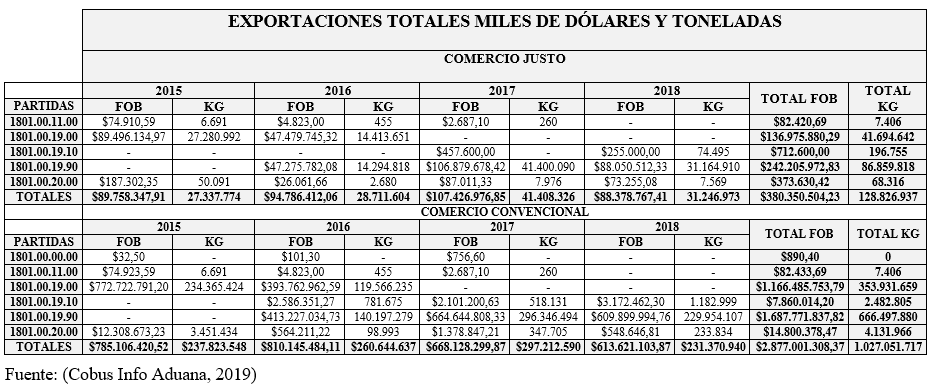 EXPORTACIONES TOTALES MILES DE DÓLARES Y TONELADAS
COMERCIO JUSTO
2015 2016 2017 2018 TOTAL FOB TOTAL KG
PARTIDAS FOB KG FOB KG FOB KG FOB KG
1801.00.11.00 $74.910,59 6.691 $4.823,00 455 $2.687,10 260 - - $82.420,69 7.406
1801.00.19.00 $89.496.134,97 27.280.992 $47.479.745,32 14.413.651 - - - - $136.975.880,29 41.694.642
1801.00.19.10 - - - - $457.600,00 - $255.000,00 74.495 $712.600,00 196.755
1801.00.19.90 - - $47.275.782,08 14.294.818 $106.879.678,42 41.400.090 $88.050.512,33 31.164.910 $242.205.972,83 86.859.818
1801.00.20.00 $187.302,35 50.091 $26.061,66 2.680 $87.011,33 7.976 $73.255,08 7.569 $373.630,42 68.316
TOTALES $89.758.347,91 27.337.774 $94.786.412,06 28.711.604 $107.426.976,85 41.408.326 $88.378.767,41 31.246.973 $380.350.504,23 128.826.937
COMERCIO CONVENCIONAL
2015 2016 2017 2018 TOTAL FOB TOTAL KG
PARTIDAS FOB KG FOB KG FOB KG FOB KG
1801.00.00.00 $32,50 - $101,30 - $756,60 - - - $890,40 0
1801.00.11.00 $74.923,59 6.691 $4.823,00 455 $2.687,10 260 - - $82.433,69 7.406
1801.00.19.00 $772.722.791,20 234.365.424 $393.762.962,59 119.566.235 - - - - $1.166.485.753,79 353.931.659
1801.00.19.10 - - $2.586.351,27 781.675 $2.101.200,63 518.131 $3.172.462,30 1.182.999 $7.860.014,20 2.482.805
1801.00.19.90 - - $413.227.034,73 140.197.279 $664.644.808,33 296.346.494 $609.899.994,76 229.954.107 $1.687.771.837,82 666.497.880
1801.00.20.00 $12.308.673,23 3.451.434 $564.211,22 98.993 $1.378.847,21 347.705 $548.646,81 233.834 $14.800.378,47 4.131.966
TOTALES $785.106.420,52 $237.823.548 $810.145.484,11 $260.644.637 $668.128.299,87 $297.212.590 $613.621.103,87 $231.370.940 $2.877.001.308,37 1.027.051.717
Fuente: (Cobus Info Aduana, 2019)